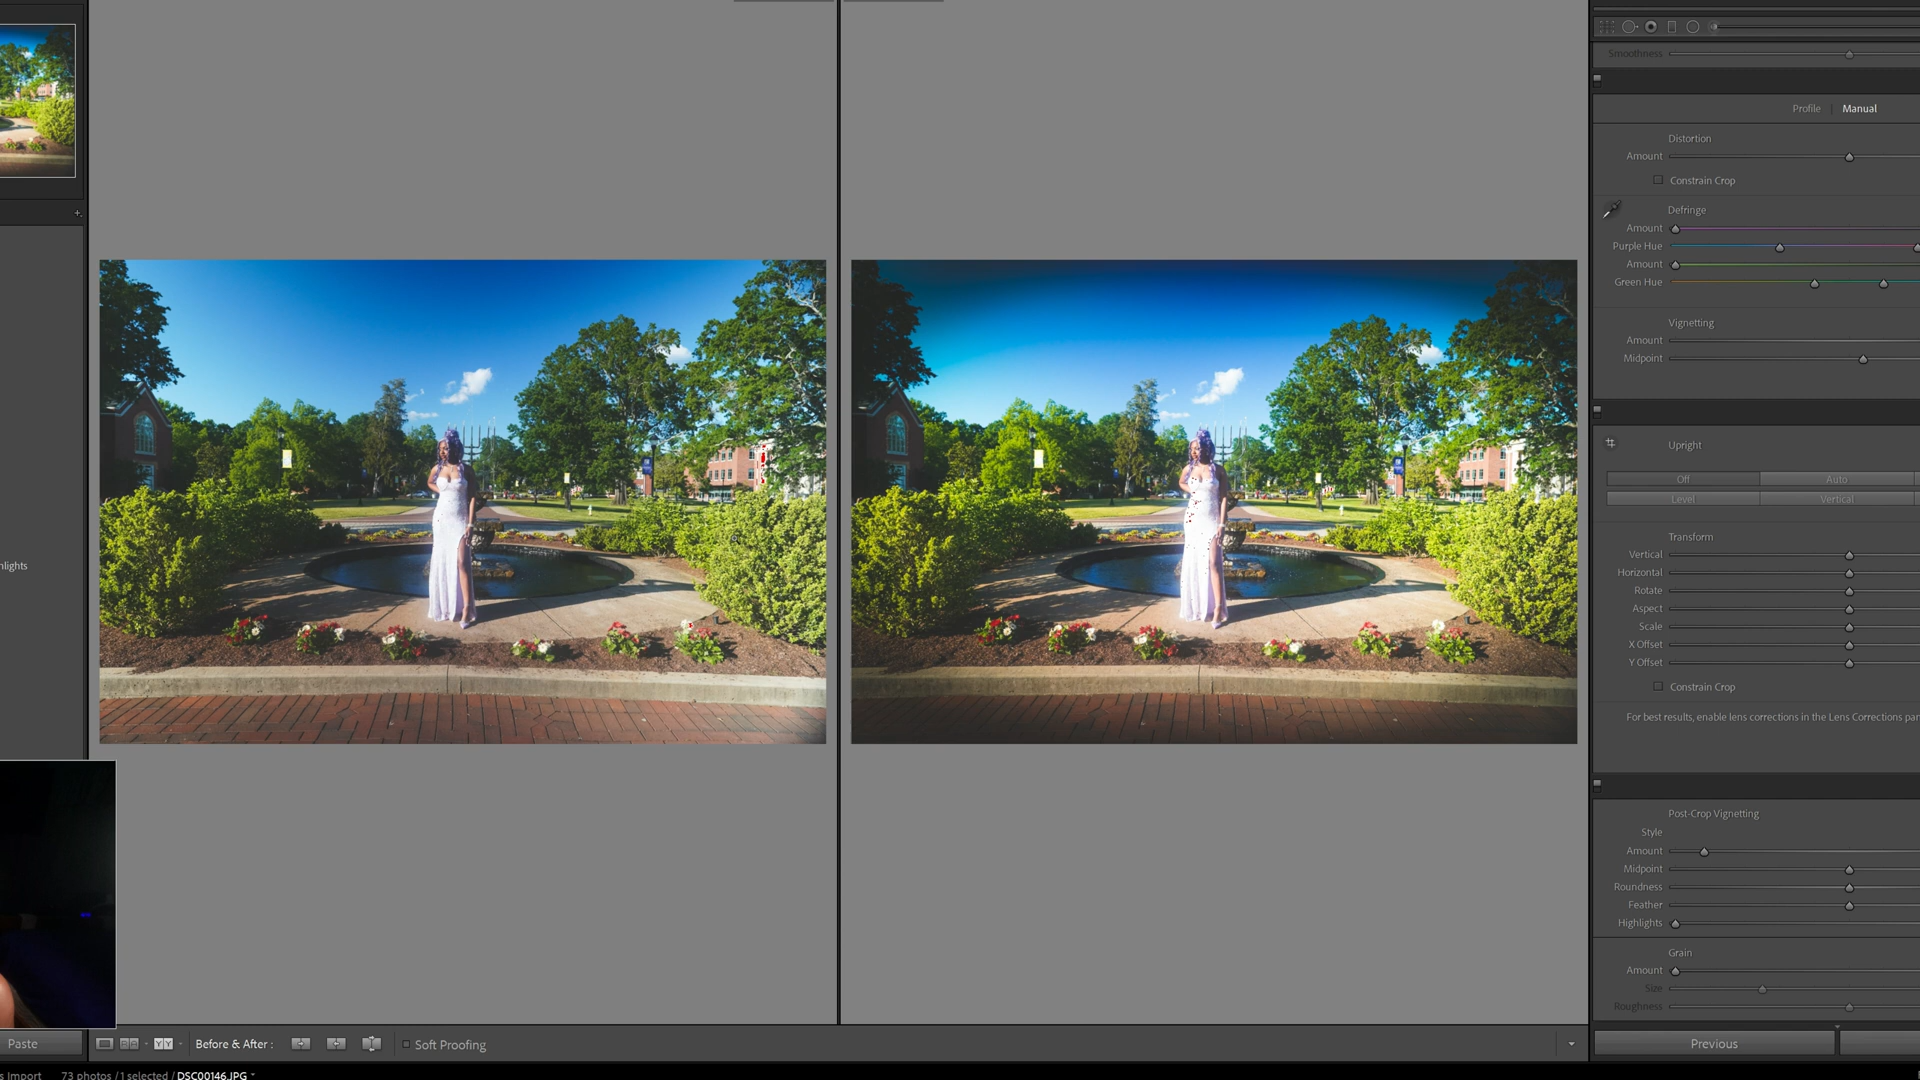 Smoothness
Profile | Manual
Distortion
Amount
Constrain Crop
Defringe
Amount
Purple Hue
Amount
Green Hue
Vignetting
Amount
Midpoint
Upright
Off Auto
Level Vertical
Transform
Vertical
Horizontal
Rotate
Aspect
Scale
X Offset
Y Offset
Constrain Crop
For best results, enable lens corrections in the Lens Corrections pan
Post-Crop Vignetting
Style
Amount
Midpoint
Roundness
Feather
Highlights
Grain
Amount
Size
Roughness
nlights
Paste
YY
Before & After :
Soft Proofing
Previous
s Import 73 photos / 1 selected / DSC00146.JPG *